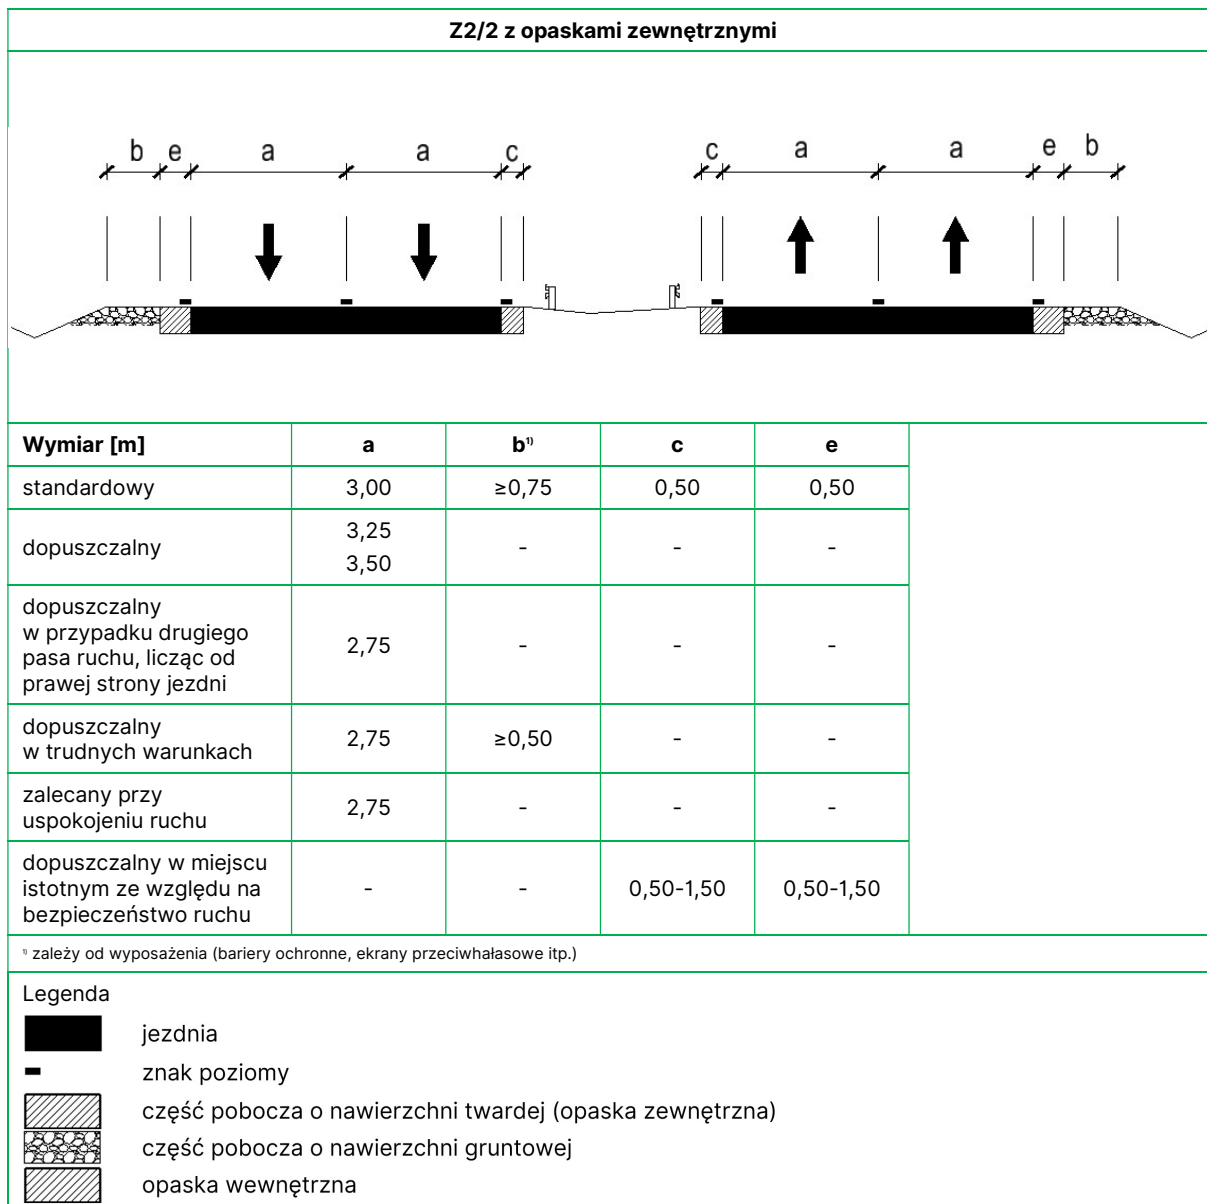 Z2/2 z opaskami zewnętrznymi
b e a a c c a a e b
Wymiar [m] a b¹⁾ c e
standardowy 3,00 ≥0,75 0,50 0,50
dopuszczalny 3,25 - - -
3,50
dopuszczalny
w przypadku drugiego
pasa ruchu, licząc od 2,75 - - -
prawej strony jezdni
dopuszczalny
w trudnych warunkach 2,75 ≥0,50 - -
zalecany przy
uspokojeniu ruchu 2,75 - - -
dopuszczalny w miejscu
istotnym ze względu na - - 0,50-1,50 0,50-1,50
bezpieczeństwo ruchu
¹⁾ zależy od wyposażenia (bariery ochronne, ekrany przeciwhałasowe itp.)
Legenda
jezdnia
znak poziomy
część pobocza o nawierzchni twardej (opaska zewnętrzna)
część pobocza o nawierzchni gruntowej
opaska wewnętrzna